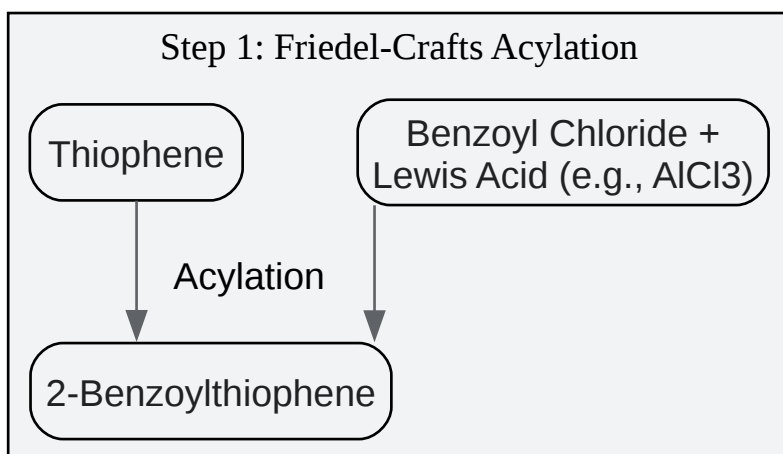 Step 1: Friedel-Crafts Acylation
Thiophene
Benzoyl Chloride +
Lewis Acid (e.g., AlCl3)
Acylation
2-Benzoylthiophene